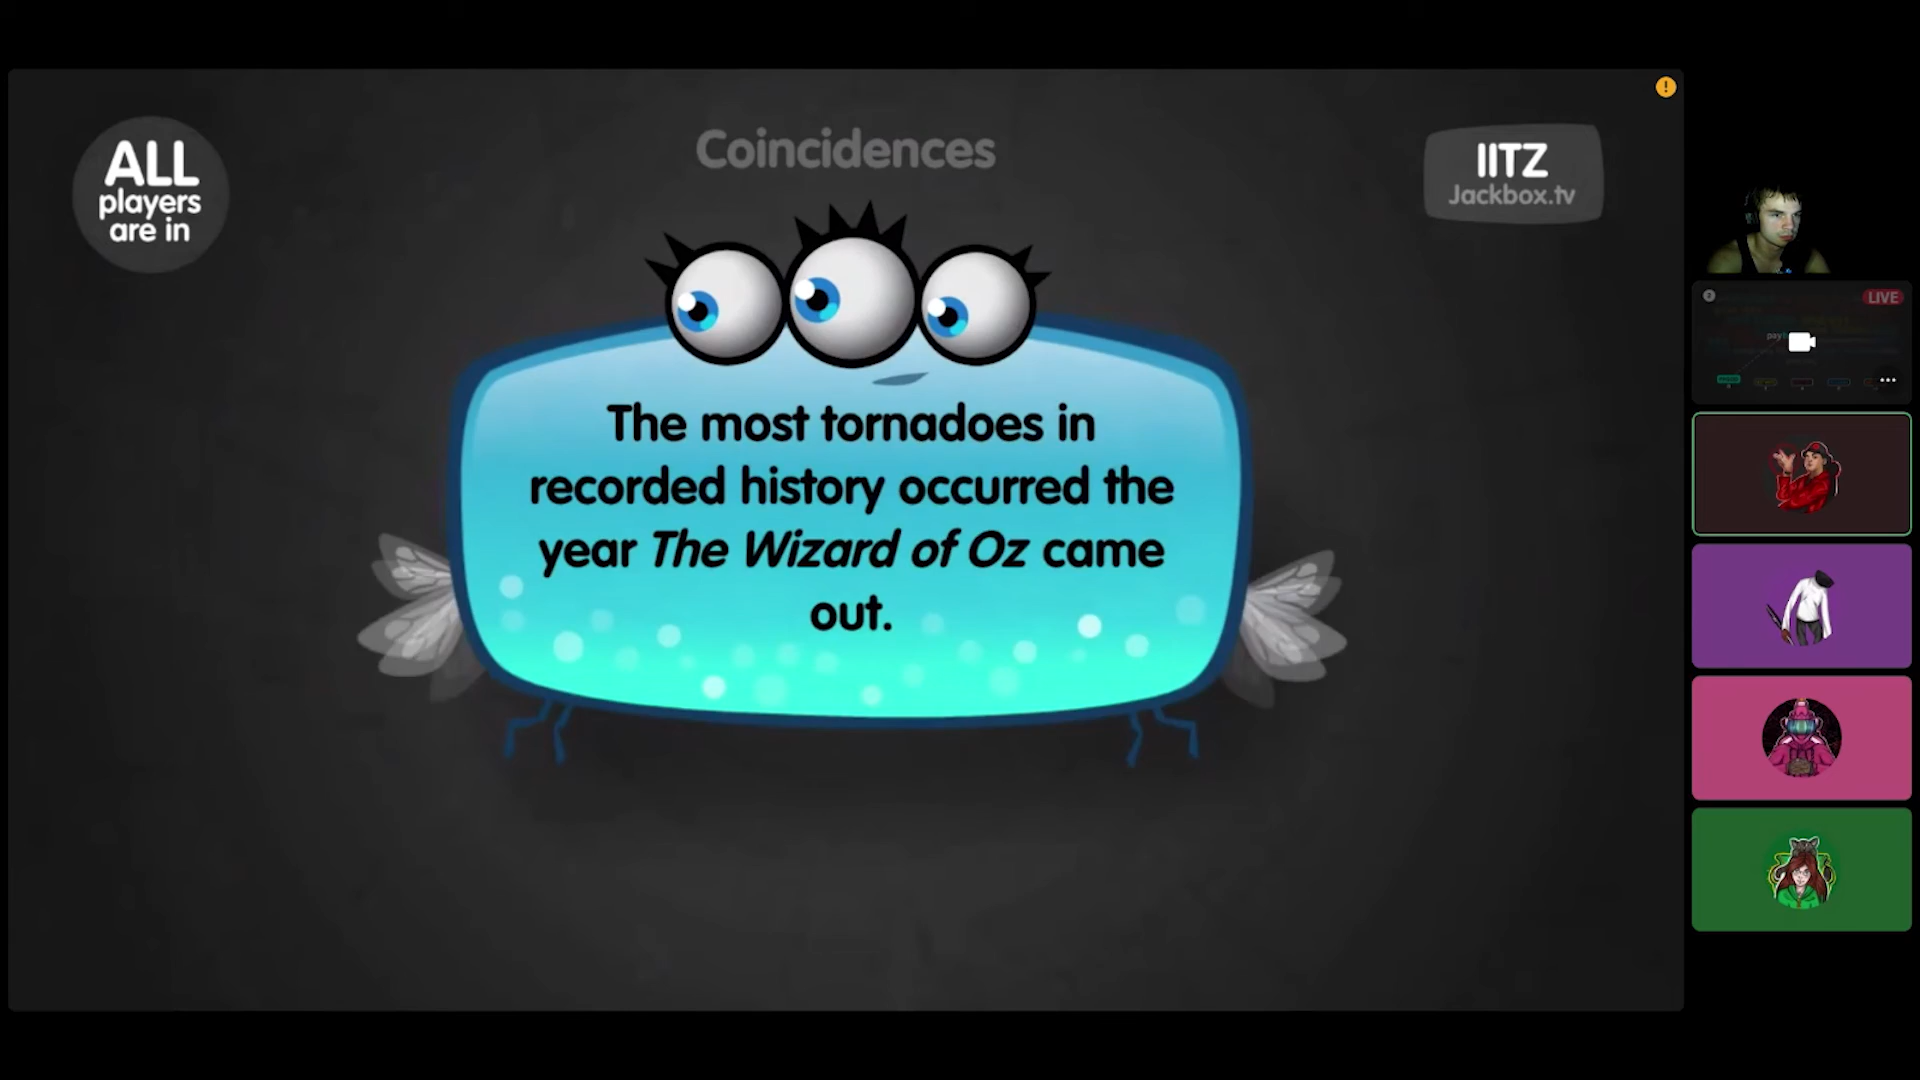 ALL
players
are in
Coincidences
IITZ
Jackbox.tv
The most tornadoes in
recorded history occurred the
year The Wizard of Oz came
out.
LIVE